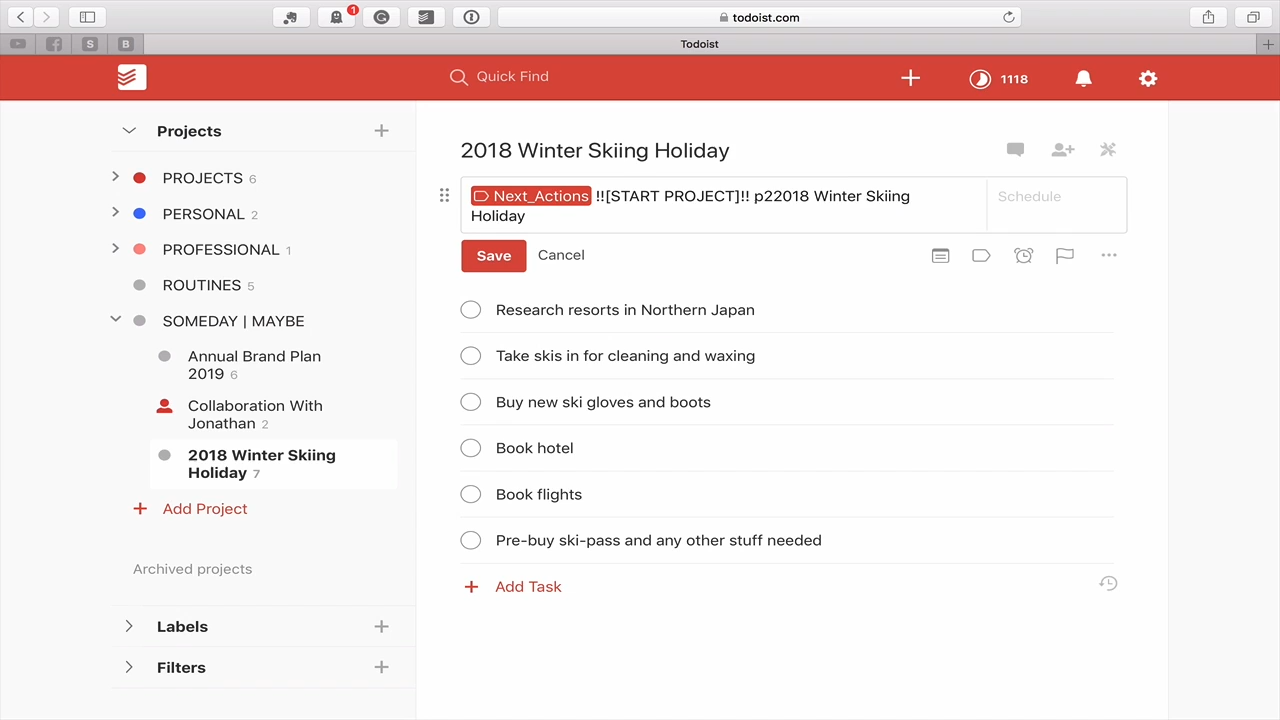 1
todoist.com
S
B
Todoist
Quick Find
1118
Projects
PROJECTS 6
PERSONAL 2
PROFESSIONAL 1
ROUTINES 5
SOMEDAY | MAYBE
Annual Brand Plan
2019 6
Collaboration With
Jonathan 2
2018 Winter Skiing
Holiday 7
Add Project
Archived projects
Labels
Filters
2018 Winter Skiing Holiday
Next_Actions !![START PROJECT]!! p22018 Winter Skiing
Holiday
Schedule
Save
Cancel
Research resorts in Northern Japan
Take skis in for cleaning and waxing
Buy new ski gloves and boots
Book hotel
Book flights
Pre-buy ski-pass and any other stuff needed
Add Task